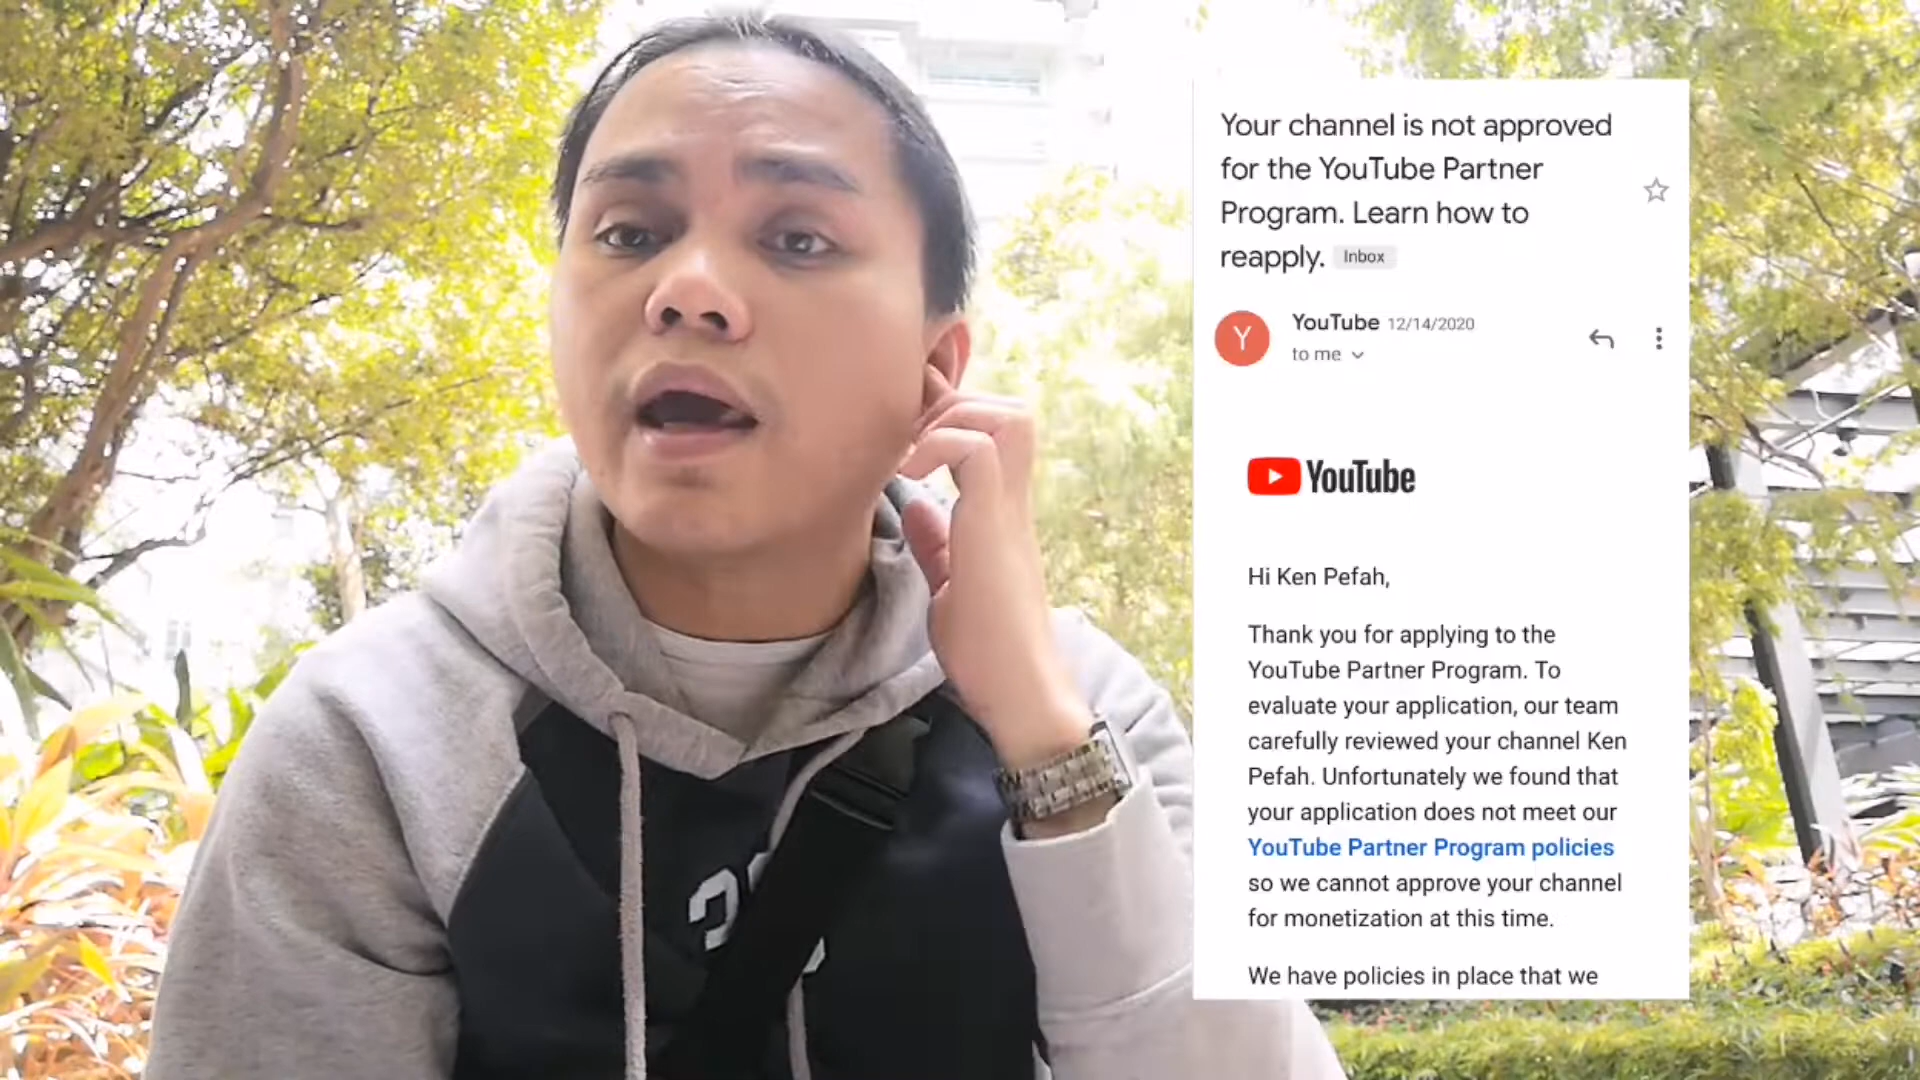 Your channel is not approved
for the YouTube Partner
Program. Learn how to
reapply. Inbox
Y
YouTube 12/14/2020
to me
YouTube
Hi Ken Pefah,
Thank you for applying to the
YouTube Partner Program. To
evaluate your application, our team
carefully reviewed your channel Ken
Pefah. Unfortunately we found that
your application does not meet our
YouTube Partner Program policies
so we cannot approve your channel
for monetization at this time.
We have policies in place that we